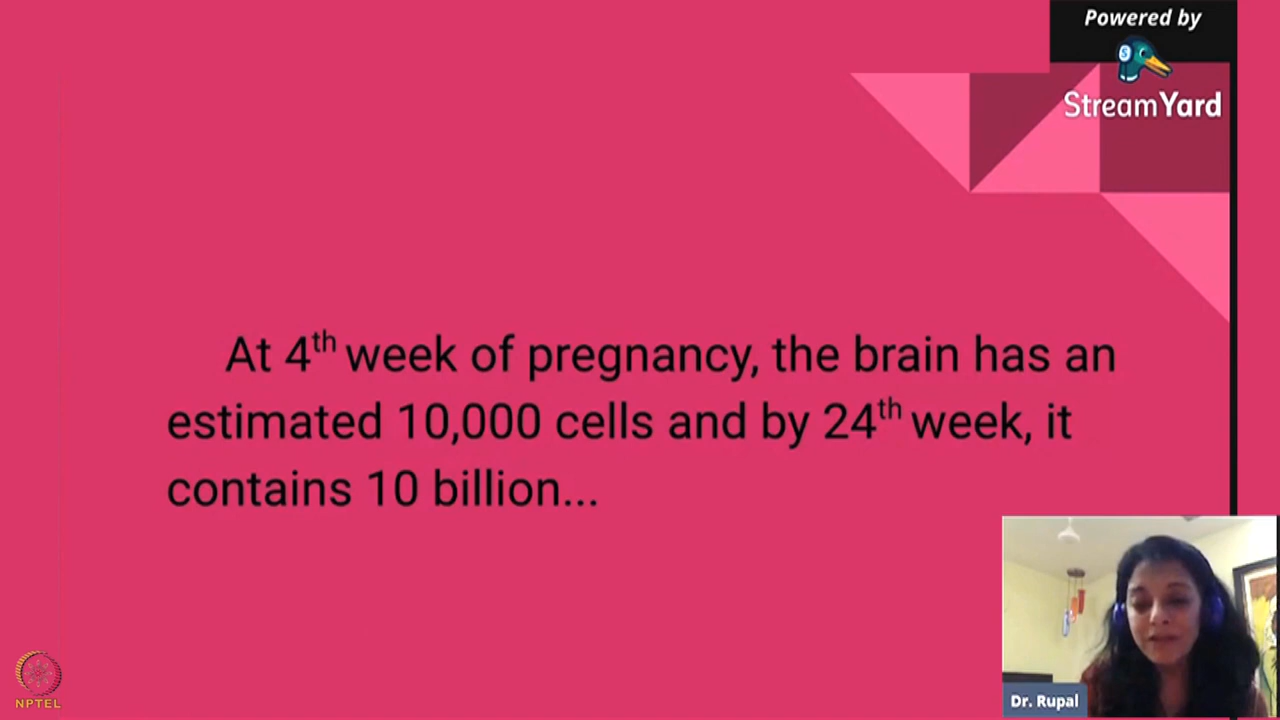 Powered by
S
StreamYard
At 4th week of pregnancy, the brain has an
estimated 10,000 cells and by 24th week, it
contains 10 billion...
Dr. Rupal
NPTEL